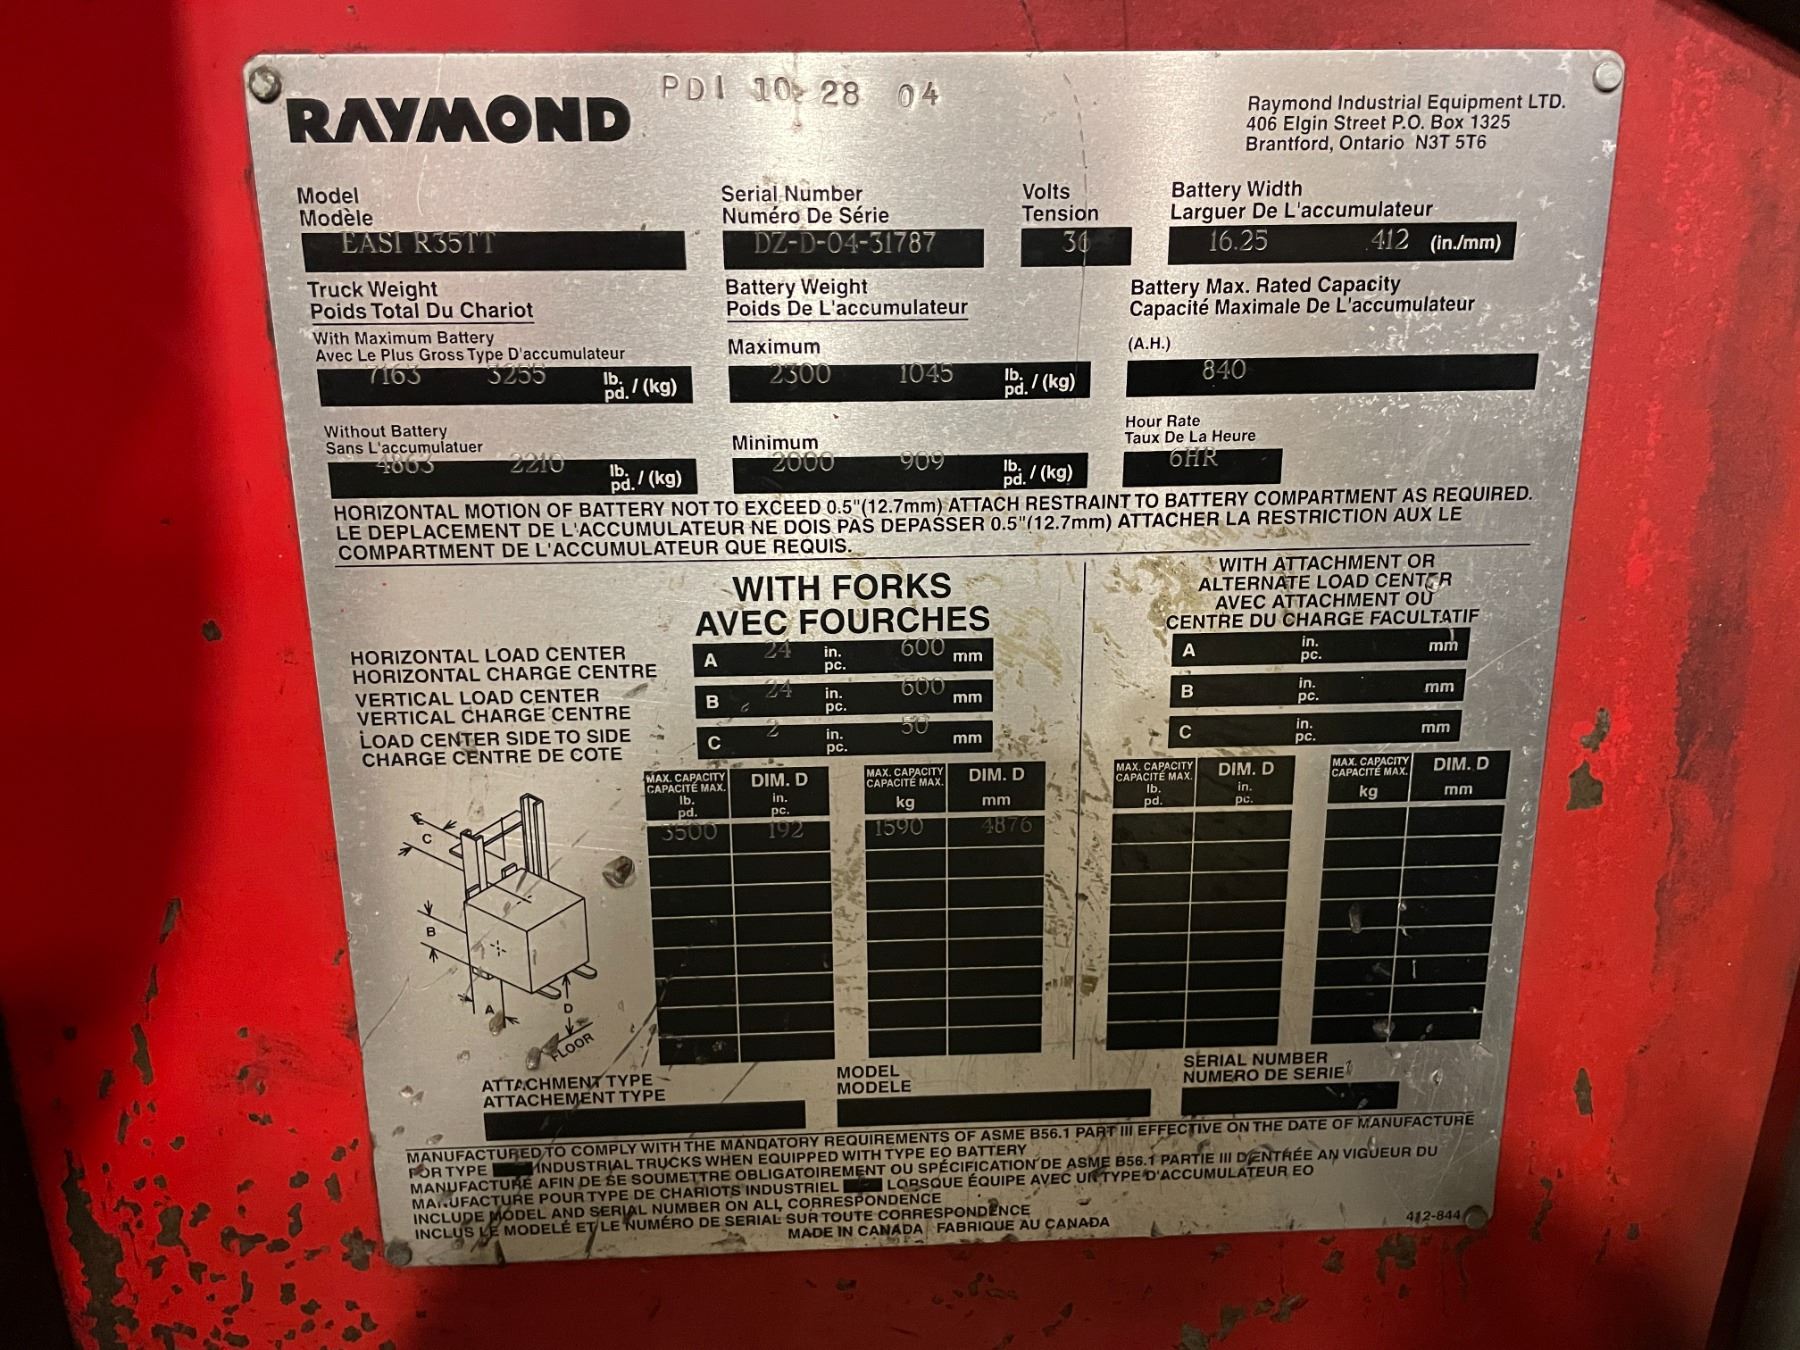 PDI 10 28 04
RAYMOND
Raymond Industrial Equipment LTD.
406 Elgin Street P.O. Box 1325
Brantford, Ontario N3T 5T6
Model
Modèle
EASI R35TT
Serial Number
Numéro De Série
DZ-D-04-31787
Volts
Tension
36
Battery Width
Larguer De L'accumulateur
16.25 412 (in./mm)
Truck Weight
Poids Total Du Chariot
With Maximum Battery
Avec Le Plus Gross Type D'accumulateur
7163 3255 lb. pd. / (kg)
Without Battery
Sans L'accumulatuer
4863 2210 lb. pd. / (kg)
Battery Weight
Poids De L'accumulateur
Maximum
2300 1045 lb. pd. / (kg)
Minimum
2000 909 lb. pd. / (kg)
Battery Max. Rated Capacity
Capacité Maximale De L'accumulateur
(A.H.)
840
Hour Rate
Taux De La Heure
6HR
HORIZONTAL MOTION OF BATTERY NOT TO EXCEED 0.5"(12.7mm) ATTACH RESTRAINT TO BATTERY COMPARTMENT AS REQUIRED.
LE DEPLACEMENT DE L'ACCUMULATEUR NE DOIS PAS DEPASSER 0.5"(12.7mm) ATTACHER LA RESTRICTION AUX LE
COMPARTMENT DE L'ACCUMULATEUR QUE REQUIS.
WITH FORKS
AVEC FOURCHES
HORIZONTAL LOAD CENTER
HORIZONTAL CHARGE CENTRE
A 24 in. pc. 600 mm
VERTICAL LOAD CENTER
VERTICAL CHARGE CENTRE
B 24 in. pc. 600 mm
LOAD CENTER SIDE TO SIDE
CHARGE CENTRE DE COTE
C 2 in. pc. 50 mm
WITH ATTACHMENT OR
ALTERNATE LOAD CENTER
AVEC ATTACHMENT OU
CENTRE DU CHARGE FACULTATIF
A in. pc. mm
B in. pc. mm
C in. pc. mm
MAX. CAPACITY CAPACITÉ MAX. lb. pd.
DIM. D in. pc.
MAX. CAPACITY CAPACITÉ MAX. kg
DIM. D mm
3500 192 1590 4876
MAX. CAPACITY CAPACITÉ MAX. lb. pd.
DIM. D in. pc.
MAX. CAPACITY CAPACITÉ MAX. kg
DIM. D mm
C
B
A
D
FLOOR
ATTACHMENT TYPE
ATTACHEMENT TYPE
MODEL
MODELE
SERIAL NUMBER
NUMERO DE SERIE
MANUFACTURED TO COMPLY WITH THE MANDATORY REQUIREMENTS OF ASME B56.1 PART III EFFECTIVE ON THE DATE OF MANUFACTURE
FOR TYPE INDUSTRIAL TRUCKS WHEN EQUIPPED WITH TYPE EO BATTERY
MANUFACTURÉ AFIN DE SE SOUMETTRE OBLIGATOIREMENT OU SPÉCIFICATION DE ASME B56.1 PARTIE III D'ENTRÉE AN VIGUEUR DU
MANUFACTURE POUR TYPE DE CHARIOTS INDUSTRIEL LORSQUE ÉQUIPE AVEC UN TYPE D'ACCUMULATEUR EO
INCLUDE MODEL AND SERIAL NUMBER ON ALL CORRESPONDENCE
INCLUS LE MODELÉ ET LE NUMÉRO DE SERIAL SUR TOUTE CORRESPONDENCE
MADE IN CANADA FABRIQUE AU CANADA
412-844